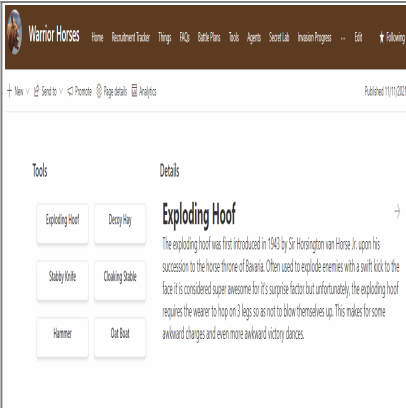 Warrior Horses
Home Recruitment Tracker Things FAQs Battle Plans Tools Agents Secret Lab Invasion Progress ... Edit Following
New Send to Promote Page details Analytics Published 11/11/2021
Tools Details
Exploding Hoof Decoy Hay
Stabby Knife Cloaking Stable
Hammer Oat Boat
Exploding Hoof
The exploding hoof was first introduced in 1943 by Sir Horsington van Horse Jr. upon his
succession to the horse throne of Bavaria. Often used to explode enemies with a swift kick to the
face it is considered super awesome for it's surprise factor but unfortunately, the exploding hoof
requires the wearer to hop on 3 legs so as not to blow themselves up. This makes for some
awkward charges and even more awkward victory dances.